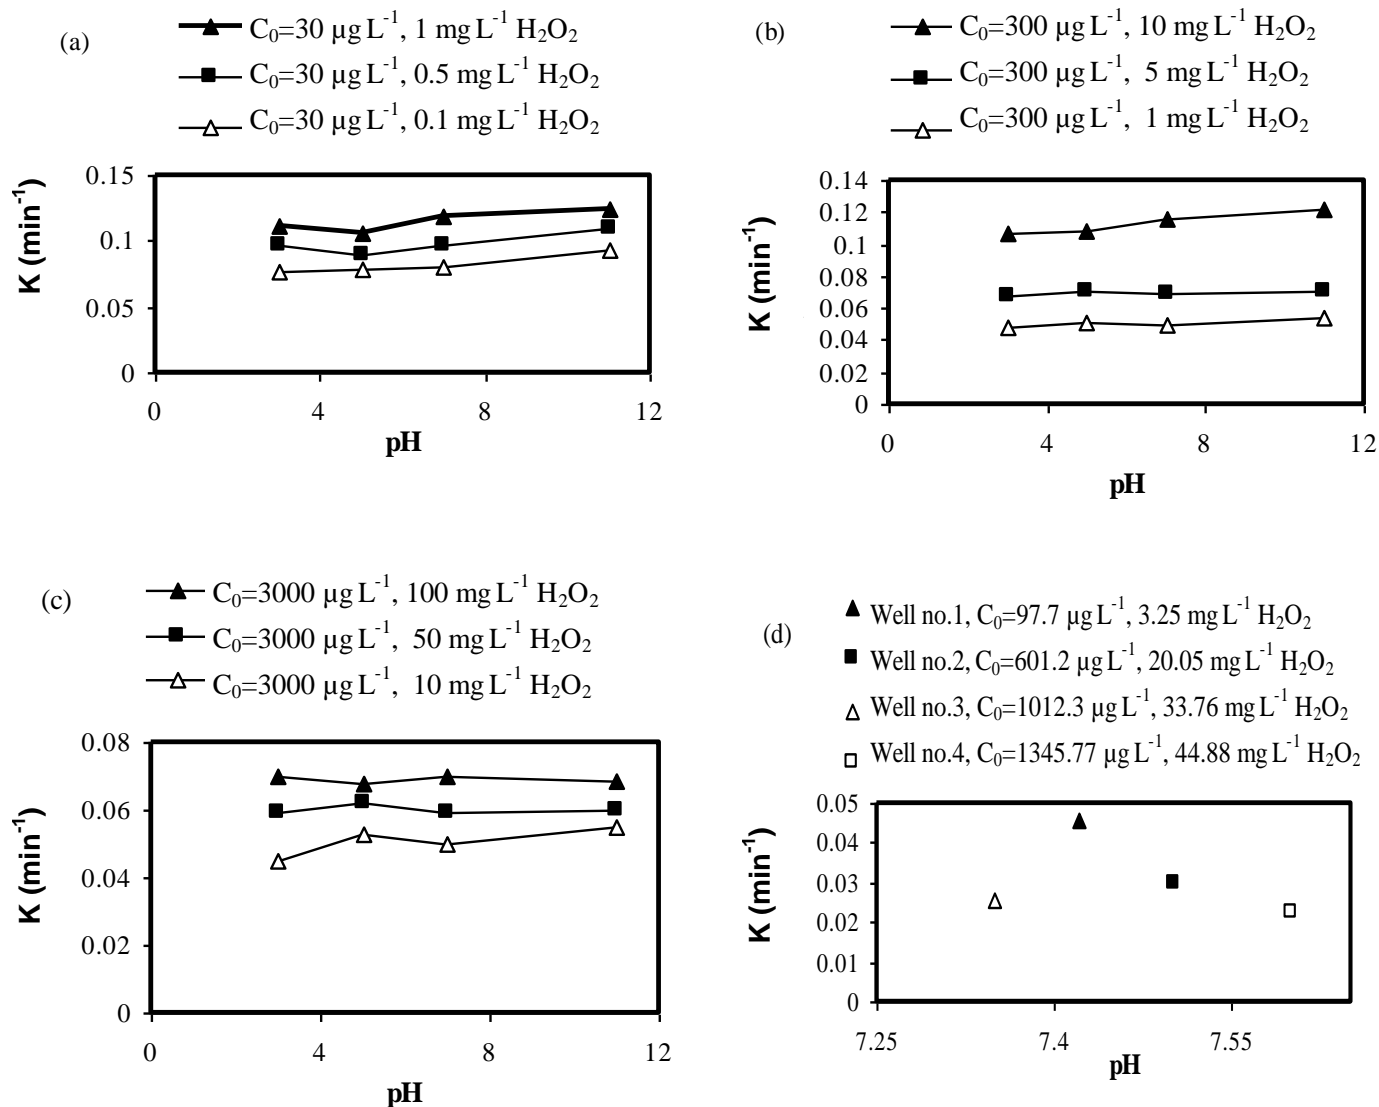 (a)
C₀=30 µg L⁻¹, 1 mg L⁻¹ H₂O₂
C₀=30 µg L⁻¹, 0.5 mg L⁻¹ H₂O₂
C₀=30 µg L⁻¹, 0.1 mg L⁻¹ H₂O₂
K (min⁻¹)
0.15
0.1
0.05
0
0 4 8 12
pH
(b)
C₀=300 µg L⁻¹, 10 mg L⁻¹ H₂O₂
C₀=300 µg L⁻¹, 5 mg L⁻¹ H₂O₂
C₀=300 µg L⁻¹, 1 mg L⁻¹ H₂O₂
K (min⁻¹)
0.14
0.12
0.1
0.08
0.06
0.04
0.02
0
0 4 8 12
pH
(c)
C₀=3000 µg L⁻¹, 100 mg L⁻¹ H₂O₂
C₀=3000 µg L⁻¹, 50 mg L⁻¹ H₂O₂
C₀=3000 µg L⁻¹, 10 mg L⁻¹ H₂O₂
K (min⁻¹)
0.08
0.06
0.04
0.02
0
0 4 8 12
pH
(d)
Well no.1, C₀=97.7 µg L⁻¹, 3.25 mg L⁻¹ H₂O₂
Well no.2, C₀=601.2 µg L⁻¹, 20.05 mg L⁻¹ H₂O₂
Well no.3, C₀=1012.3 µg L⁻¹, 33.76 mg L⁻¹ H₂O₂
Well no.4, C₀=1345.77 µg L⁻¹, 44.88 mg L⁻¹ H₂O₂
K (min⁻¹)
0.05
0.04
0.03
0.02
0.01
0
7.25 7.4 7.55
pH